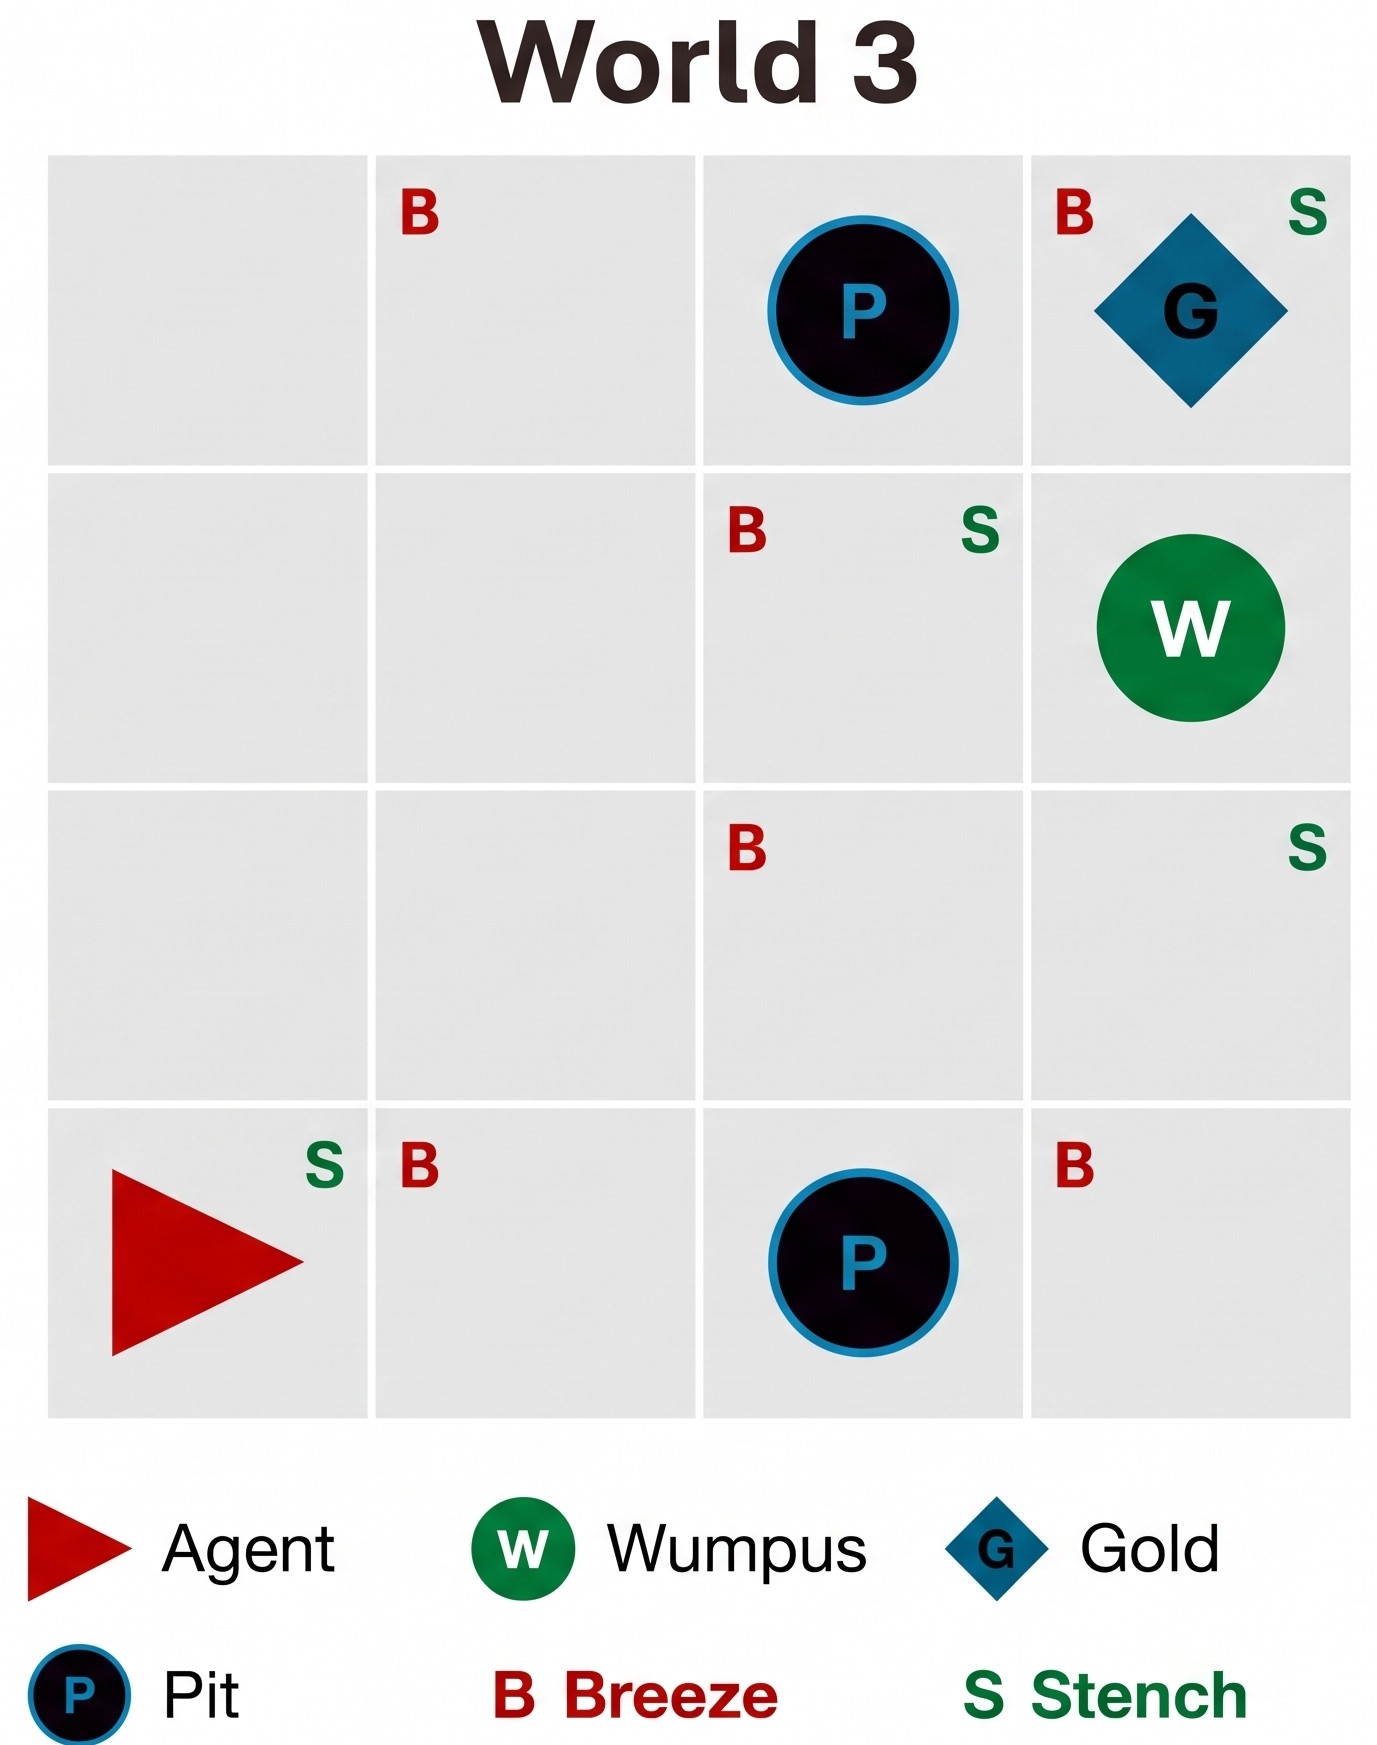 World 3
B P B G S
B S W
B S
S B P B
Agent W Wumpus G Gold
P Pit B Breeze S Stench